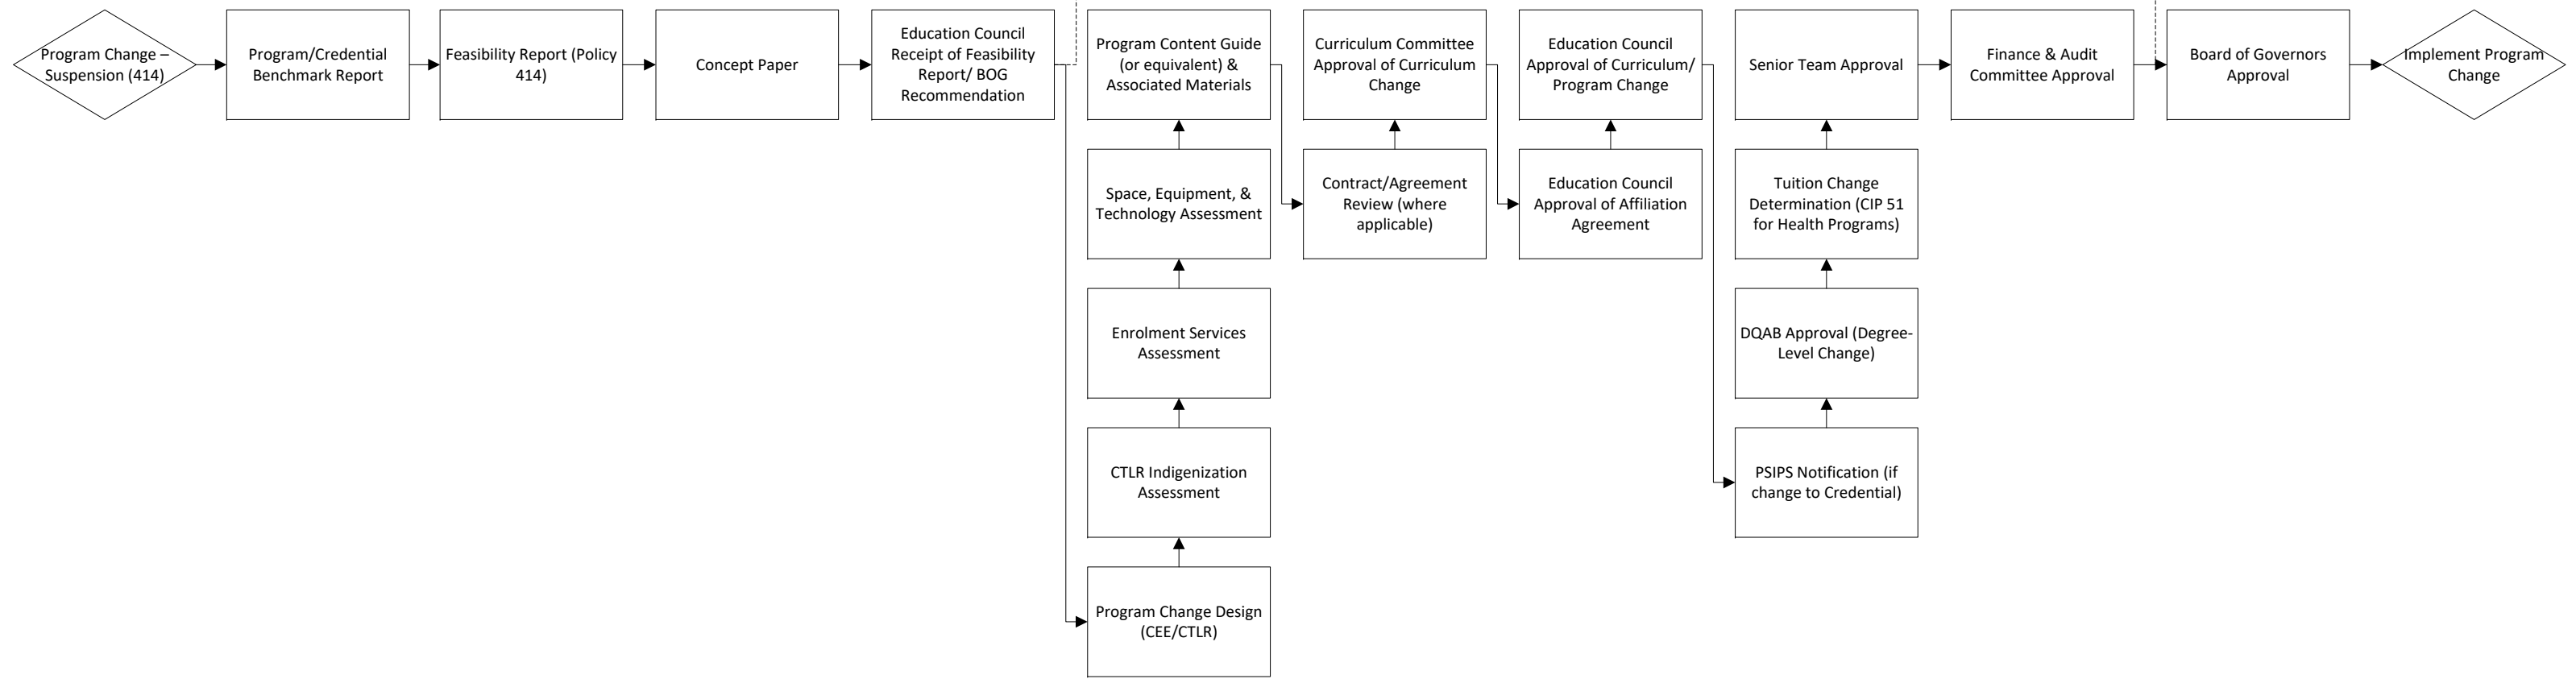 Program Change –
Suspension (414)
Program/Credential
Benchmark Report
Feasibility Report (Policy
414)
Concept Paper
Education Council
Receipt of Feasibility
Report/ BOG
Recommendation
Program Content Guide
(or equivalent) &
Associated Materials
Curriculum Committee
Approval of Curriculum
Change
Education Council
Approval of Curriculum/
Program Change
Senior Team Approval
Finance & Audit
Committee Approval
Board of Governors
Approval
Implement Program
Change
Space, Equipment, &
Technology Assessment
Contract/Agreement
Review (where
applicable)
Education Council
Approval of Affiliation
Agreement
Tuition Change
Determination (CIP 51
for Health Programs)
Enrolment Services
Assessment
DQAB Approval (Degree-
Level Change)
CTLR Indigenization
Assessment
PSIPS Notification (if
change to Credential)
Program Change Design
(CEE/CTLR)